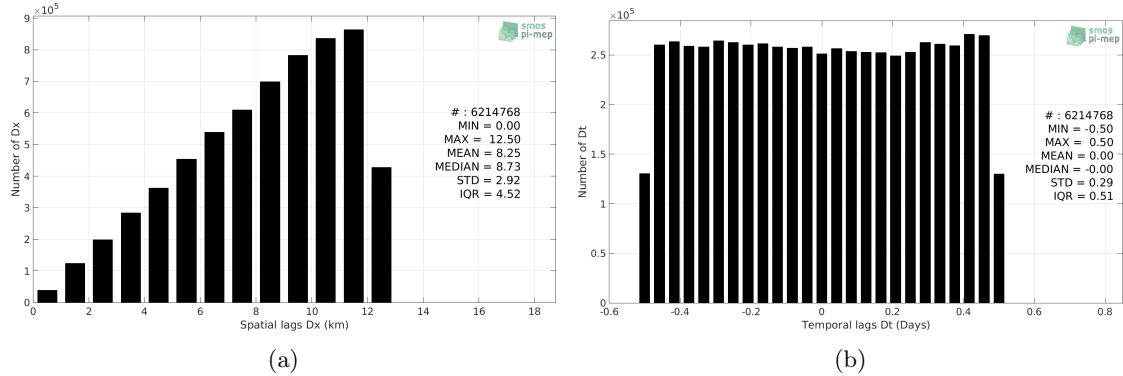 ×10⁵
9
8
7
6
5
4
3
2
1
0
Number of Dx
0 2 4 6 8 10 12 14 16 18
Spatial lags Dx (km)
smos
pi-mep
# : 6214768
MIN = 0.00
MAX = 12.50
MEAN = 8.25
MEDIAN = 8.73
STD = 2.92
IQR = 4.52
(a)
×10⁵
3
2.5
2
1.5
1
0.5
0
Number of Dt
-0.6 -0.4 -0.2 0 0.2 0.4 0.6 0.8
Temporal lags Dt (Days)
smos
pi-mep
# : 6214768
MIN = -0.50
MAX = 0.50
MEAN = 0.00
MEDIAN = -0.00
STD = 0.29
IQR = 0.51
(b)